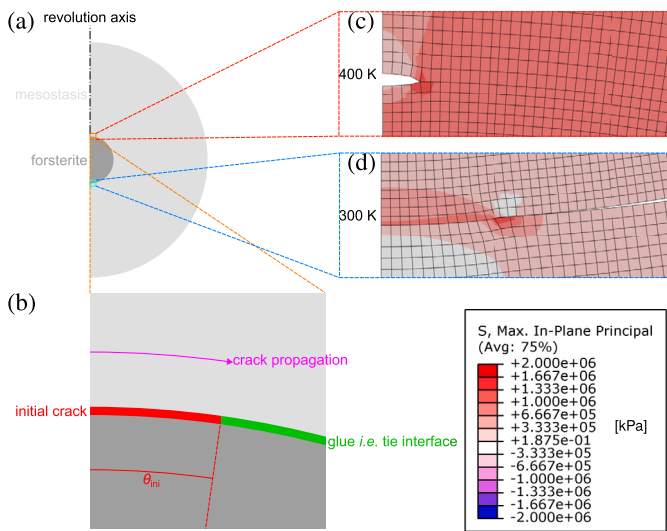 (a)
revolution axis
mesostasis
forsterite
(c)
400 K
(d)
300 K
(b)
crack propagation
initial crack
glue i.e. tie interface
θini
S, Max. In-Plane Principal
(Avg: 75%)
+2.000e+06
+1.667e+06
+1.333e+06
+1.000e+06
+6.667e+05
+3.333e+05
+1.875e-01
-3.333e+05
-6.667e+05
-1.000e+06
-1.333e+06
-1.667e+06
-2.000e+06
[kPa]